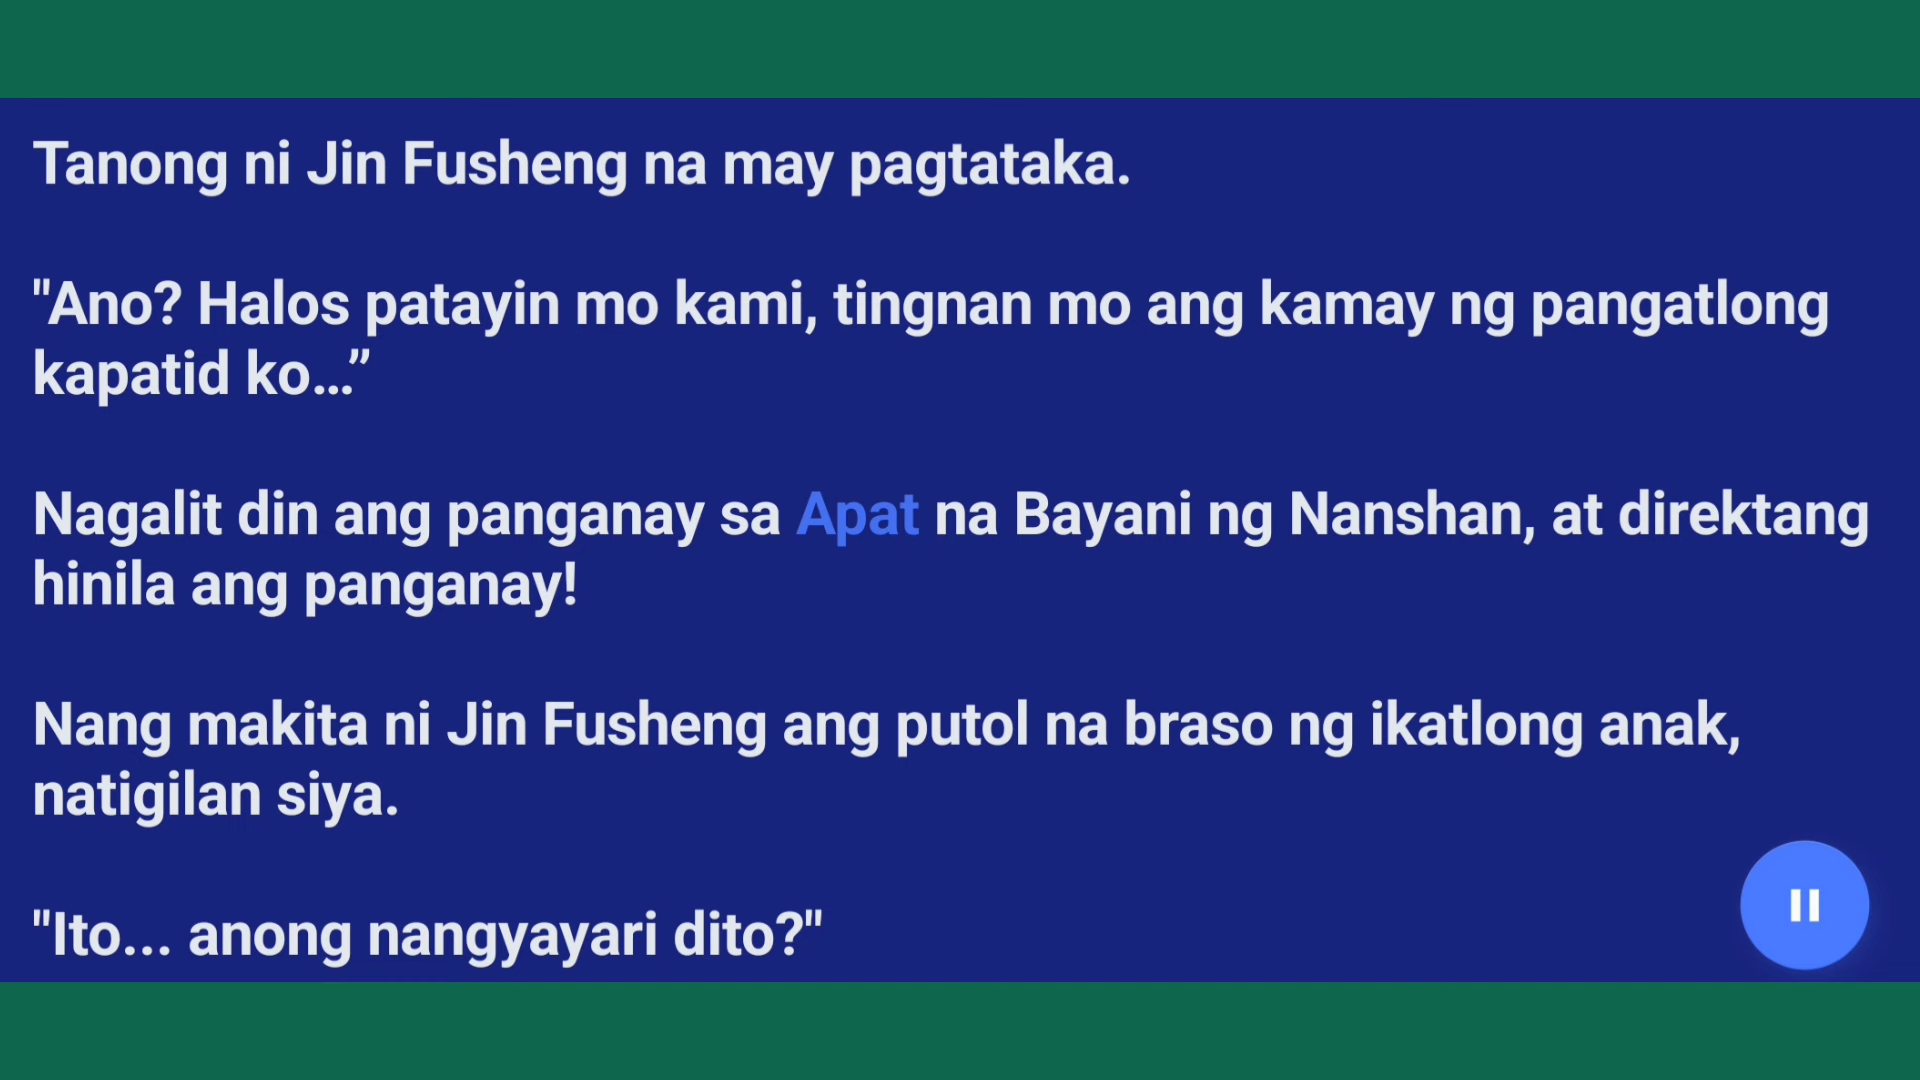 Tanong ni Jin Fusheng na may pagtataka.
"Ano? Halos patayin mo kami, tingnan mo ang kamay ng pangatlong
kapatid ko…”
Nagalit din ang panganay sa Apat na Bayani ng Nanshan, at direktang
hinila ang panganay!
Nang makita ni Jin Fusheng ang putol na braso ng ikatlong anak,
natigilan siya.
"Ito... anong nangyayari dito?"